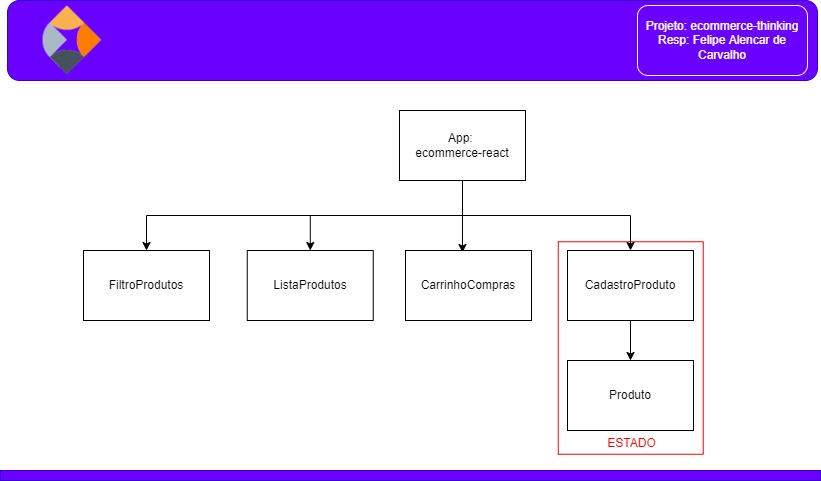 Projeto: ecommerce-thinking
Resp: Felipe Alencar de
Carvalho
App:
ecommerce-react
FiltroProdutos
ListaProdutos
CarrinhoCompras
CadastroProduto
Produto
ESTADO